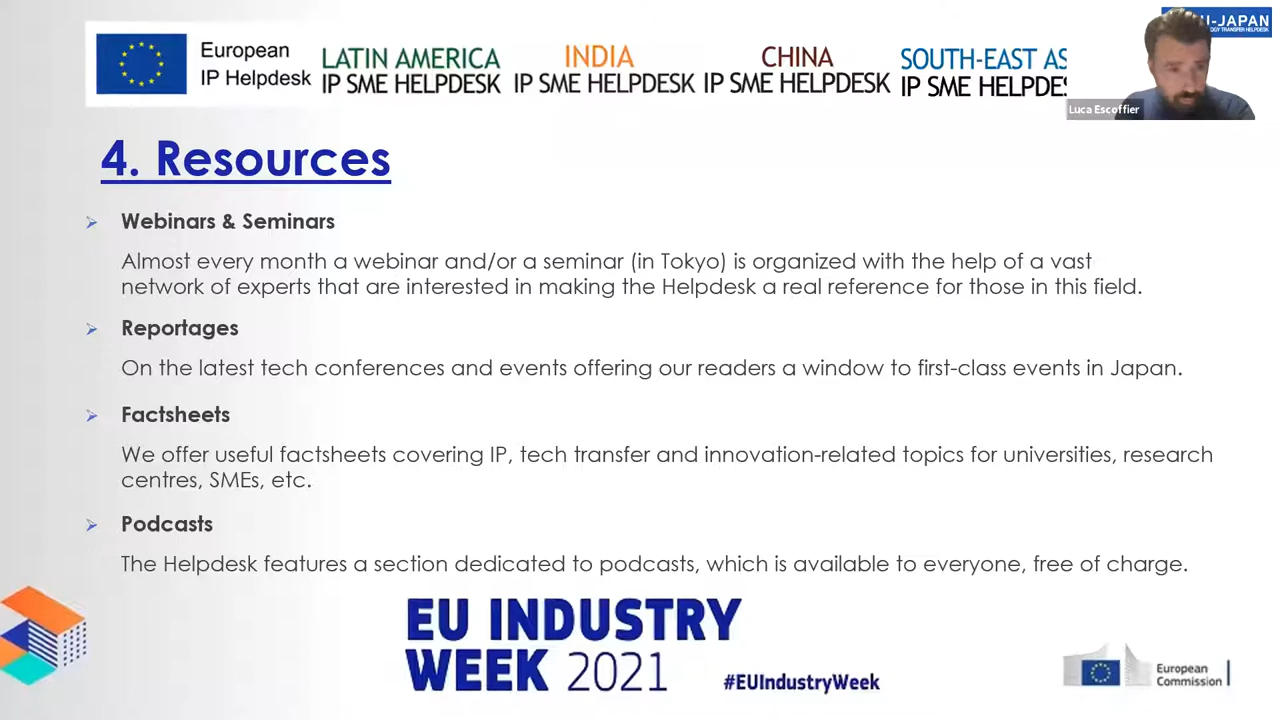 European
IP Helpdesk
LATIN AMERICA
IP SME HELPDESK
INDIA
IP SME HELPDESK
CHINA
IP SME HELPDESK
SOUTH-EAST AS
IP SME HELPDES
U-JAPAN
OGY TRANSFER HELPDESK
Luca Escoffier
4. Resources
Webinars & Seminars
Almost every month a webinar and/or a seminar (in Tokyo) is organized with the help of a vast
network of experts that are interested in making the Helpdesk a real reference for those in this field.
Reportages
On the latest tech conferences and events offering our readers a window to first-class events in Japan.
Factsheets
We offer useful factsheets covering IP, tech transfer and innovation-related topics for universities, research
centres, SMEs, etc.
Podcasts
The Helpdesk features a section dedicated to podcasts, which is available to everyone, free of charge.
EU INDUSTRY
WEEK 2021
#EUIndustryWeek
European
Commission